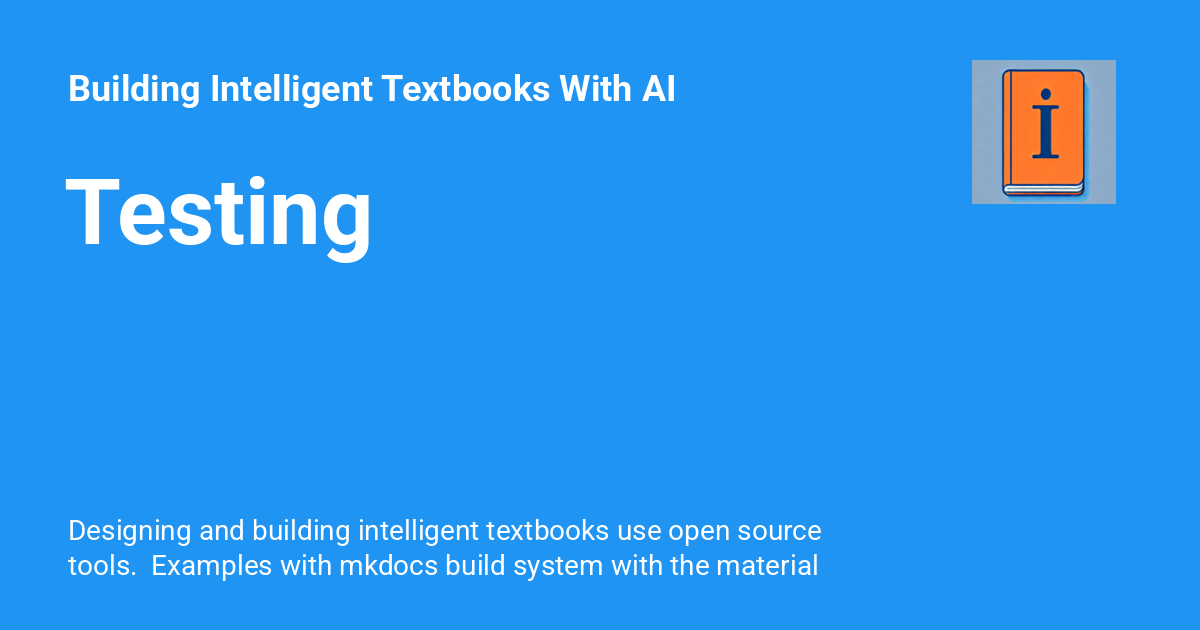 Building Intelligent Textbooks With AI
i
Testing
Designing and building intelligent textbooks use open source
tools.  Examples with mkdocs build system with the material